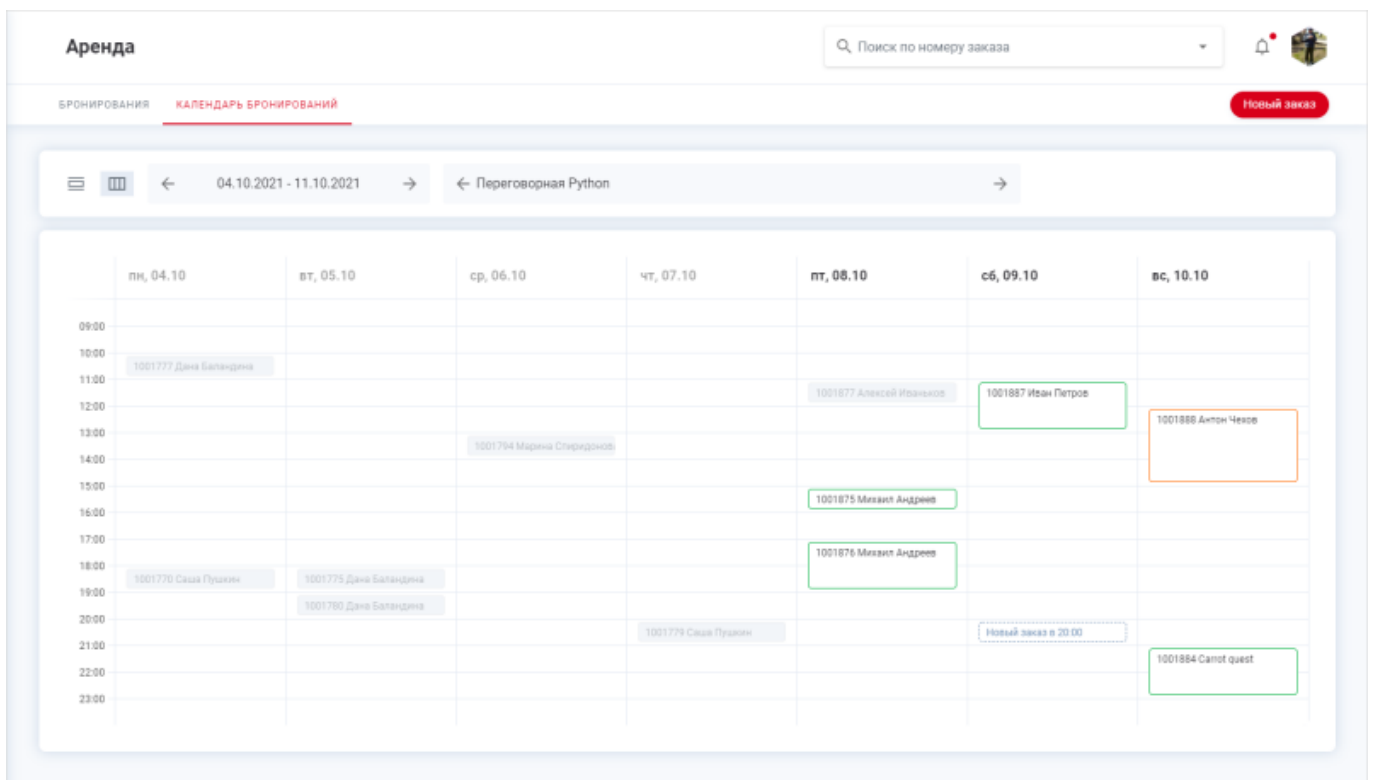 Аренда
Поиск по номеру заказа
БРОНИРОВАНИЯ КАЛЕНДАРЬ БРОНИРОВАНИЙ Новый заказ
04.10.2021 - 11.10.2021 Переговорная Python
пн, 04.10 вт, 05.10 ср, 06.10 чт, 07.10 пт, 08.10 сб, 09.10 вс, 10.10
09:00
10:00
1001777 Дана Баландина
11:00
1001877 Алексей Иваньков 1001887 Иван Петров
12:00
1001888 Антон Чехов
13:00
1001794 Марина Спиридонов
14:00
15:00
1001875 Михаил Андреев
16:00
17:00
1001876 Михаил Андреев
18:00
1001770 Саша Пушкин 1001775 Дана Баландина
19:00
1001780 Дана Баландина
20:00
1001779 Саша Пушкин Новый заказ в 20:00
21:00
1001884 Carrot quest
22:00
23:00